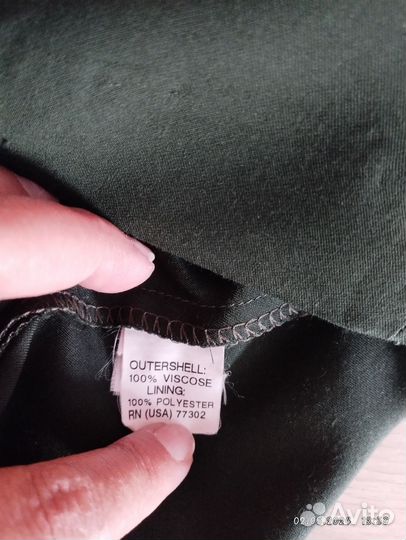 OUTERSHELL:
100% VISCOSE
LINING:
100% POLYESTER
RN (USA) 77302
Avito